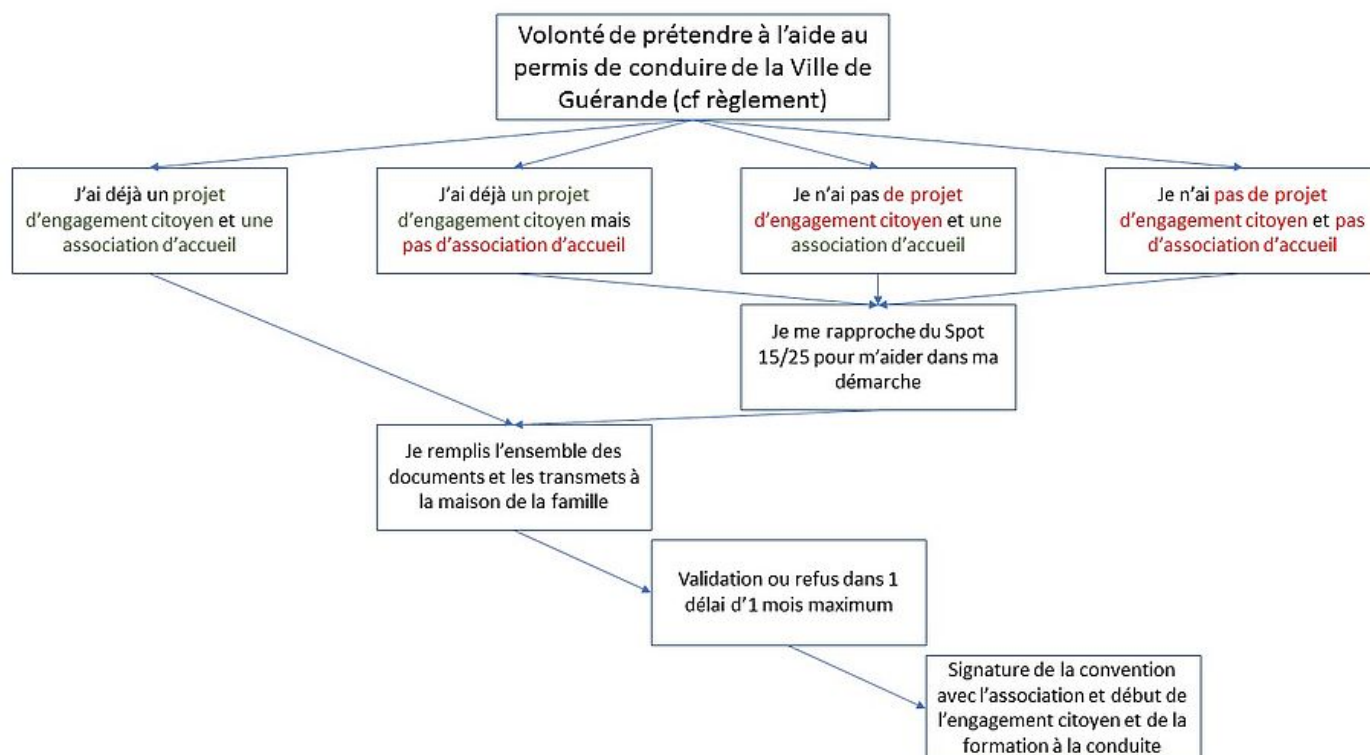 Volonté de prétendre à l'aide au
permis de conduire de la Ville de
Guérande (cf règlement)
J'ai déjà un projet
d'engagement citoyen et une
association d'accueil
J'ai déjà un projet
d'engagement citoyen mais
pas d'association d'accueil
Je n'ai pas de projet
d'engagement citoyen et une
association d'accueil
Je n'ai pas de projet
d'engagement citoyen et pas
d'association d'accueil
Je me rapproche du Spot
15/25 pour m'aider dans ma
démarche
Je remplis l'ensemble des
documents et les transmets à
la maison de la famille
Validation ou refus dans 1
délai d'1 mois maximum
Signature de la convention
avec l'association et début de
l'engagement citoyen et de la
formation à la conduite